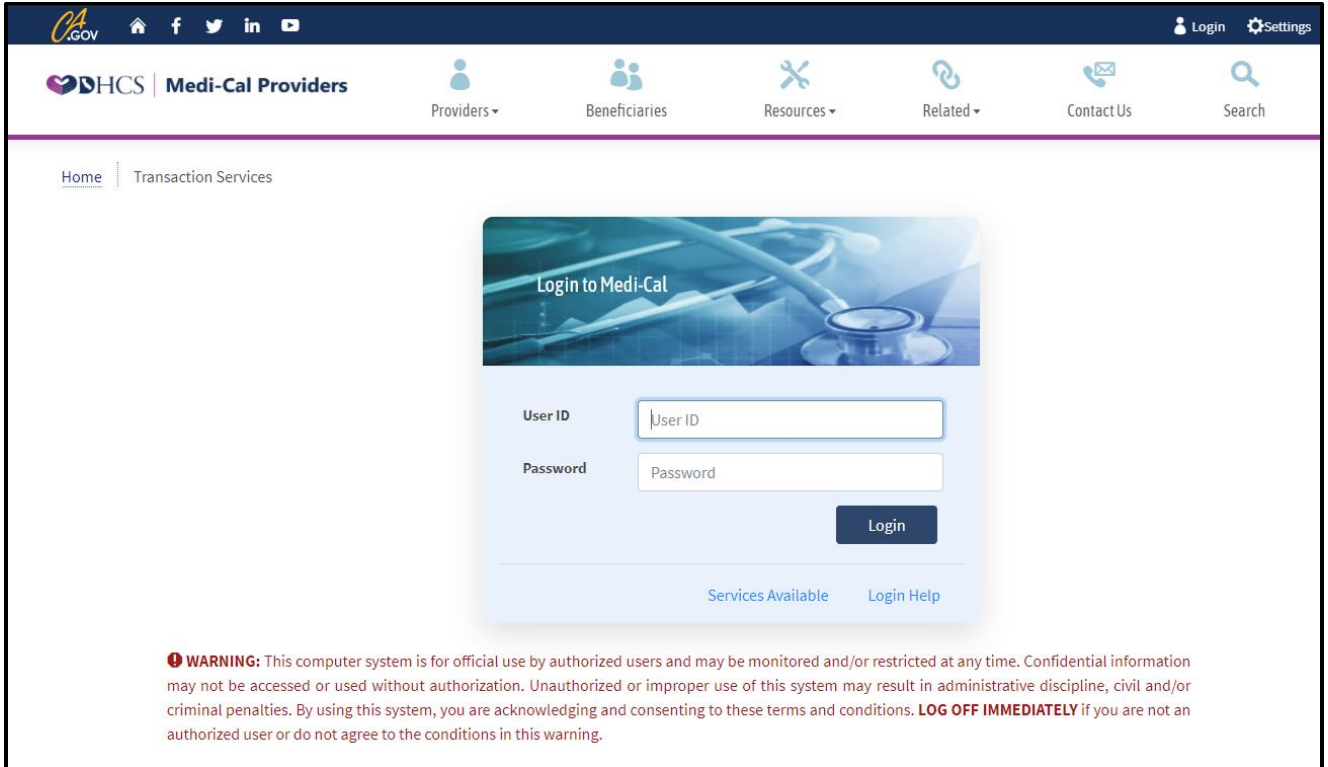 CA.GOV
Login Settings
DHCS | Medi-Cal Providers
Providers Beneficiaries Resources Related Contact Us Search
Home Transaction Services
Login to Medi-Cal
User ID User ID
Password Password
Login
Services Available Login Help
WARNING: This computer system is for official use by authorized users and may be monitored and/or restricted at any time. Confidential information
may not be accessed or used without authorization. Unauthorized or improper use of this system may result in administrative discipline, civil and/or
criminal penalties. By using this system, you are acknowledging and consenting to these terms and conditions. LOG OFF IMMEDIATELY if you are not an
authorized user or do not agree to the conditions in this warning.